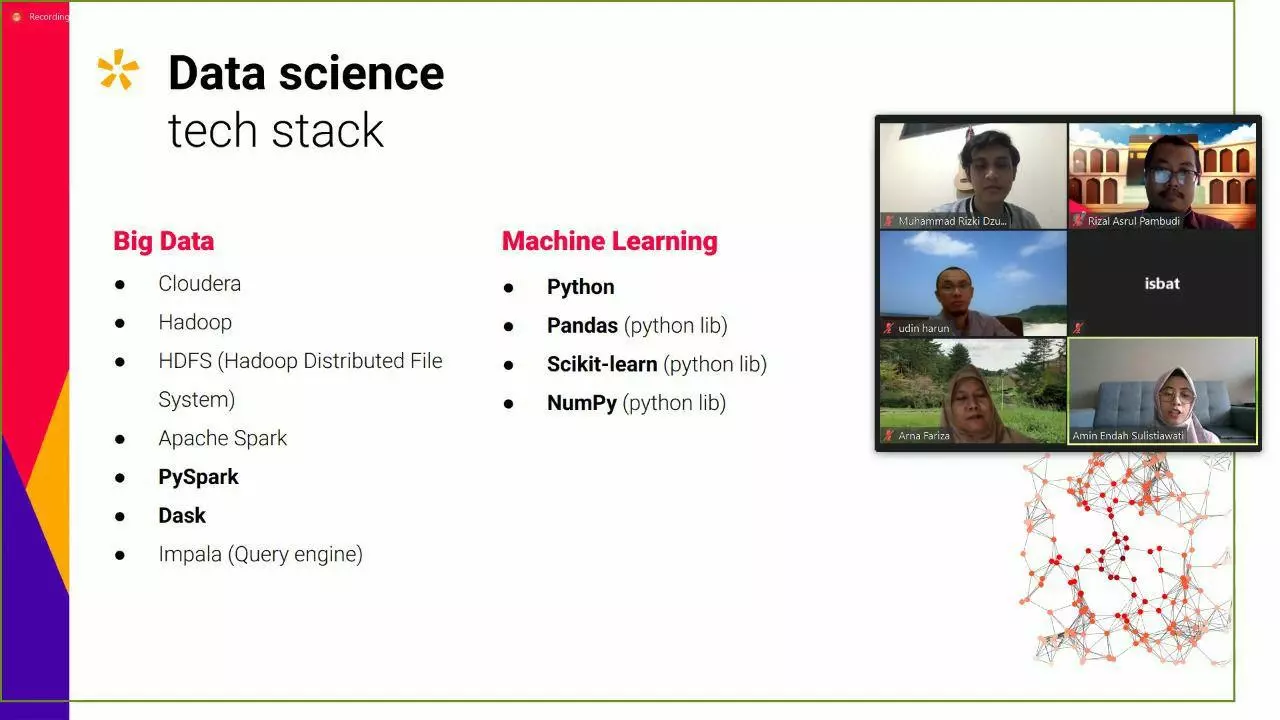 Recording
Data science
tech stack
Big Data
● Cloudera
● Hadoop
● HDFS (Hadoop Distributed File
System)
● Apache Spark
● PySpark
● Dask
● Impala (Query engine)
Machine Learning
● Python
● Pandas (python lib)
● Scikit-learn (python lib)
● NumPy (python lib)
Muhammad Rizki Dzu...
Rizal Asrul Pambudi
udin harun
isbat
Arna Fariza
Amin Endah Sulistiawati